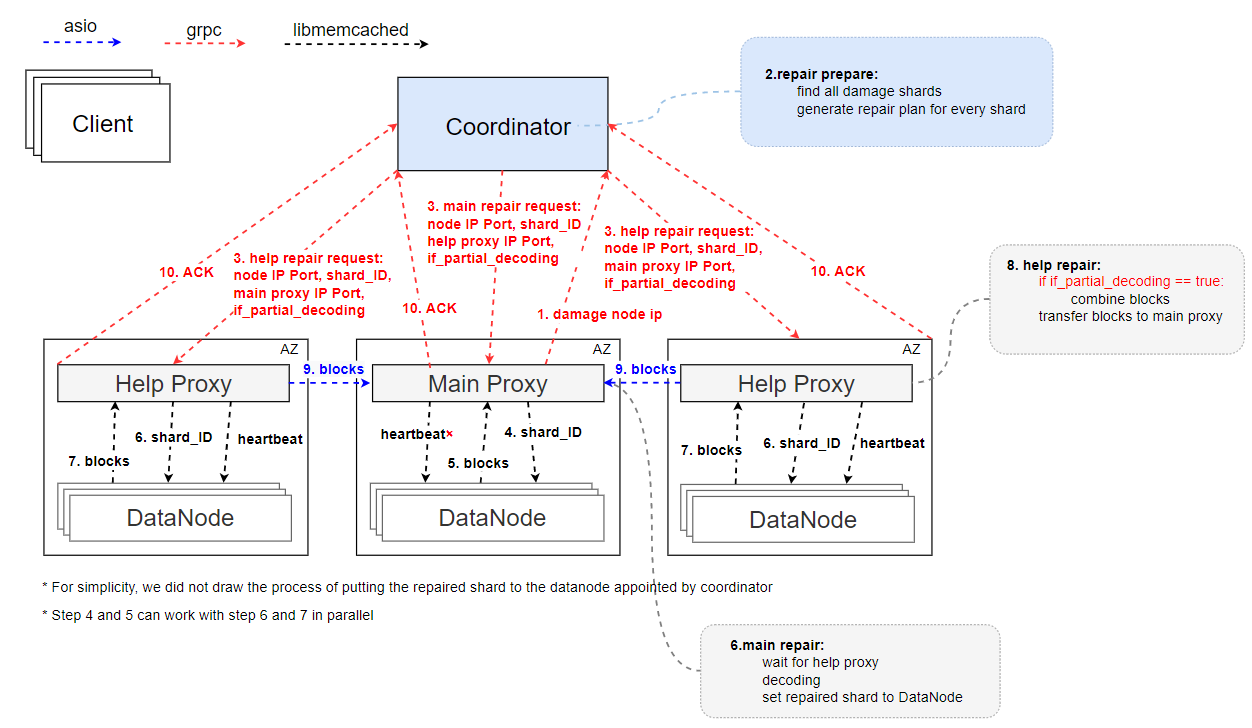 asio
grpc
libmemcached
Client
Coordinator
2.repair prepare:
find all damage shards
generate repair plan for every shard
3. main repair request:
node IP Port, shard_ID
help proxy IP Port,
if_partial_decoding
3. help repair request:
node IP Port, shard_ID,
main proxy IP Port,
if_partial_decoding
10. ACK
3. help repair request:
node IP Port, shard_ID,
main proxy IP Port,
if_partial_decoding
10. ACK
10. ACK
1. damage node ip
8. help repair:
if if_partial_decoding == true:
combine blocks
transfer blocks to main proxy
AZ
AZ
AZ
Help Proxy
9. blocks
Main Proxy
9. blocks
Help Proxy
7. blocks
6. shard_ID
heartbeat
heartbeat×
5. blocks
4. shard_ID
7. blocks
6. shard_ID
heartbeat
DataNode
DataNode
DataNode
* For simplicity, we did not draw the process of putting the repaired shard to the datanode appointed by coordinator
* Step 4 and 5 can work with step 6 and 7 in parallel
6.main repair:
wait for help proxy
decoding
set repaired shard to DataNode